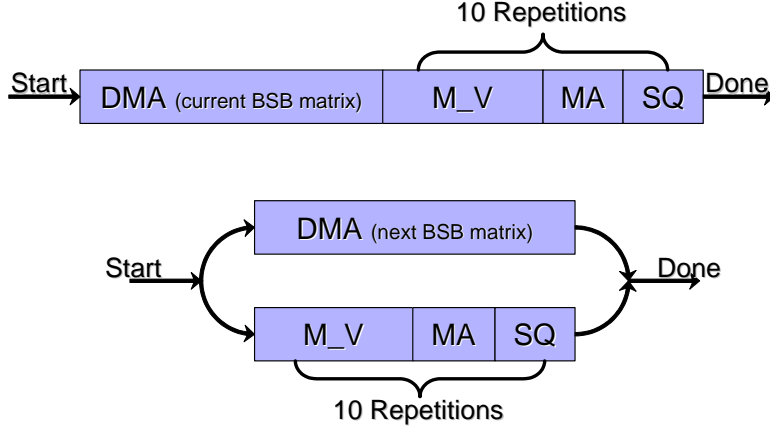 10 Repetitions
Start DMA (current BSB matrix) M_V MA SQ Done
DMA (next BSB matrix)
Start Done
M_V MA SQ
10 Repetitions